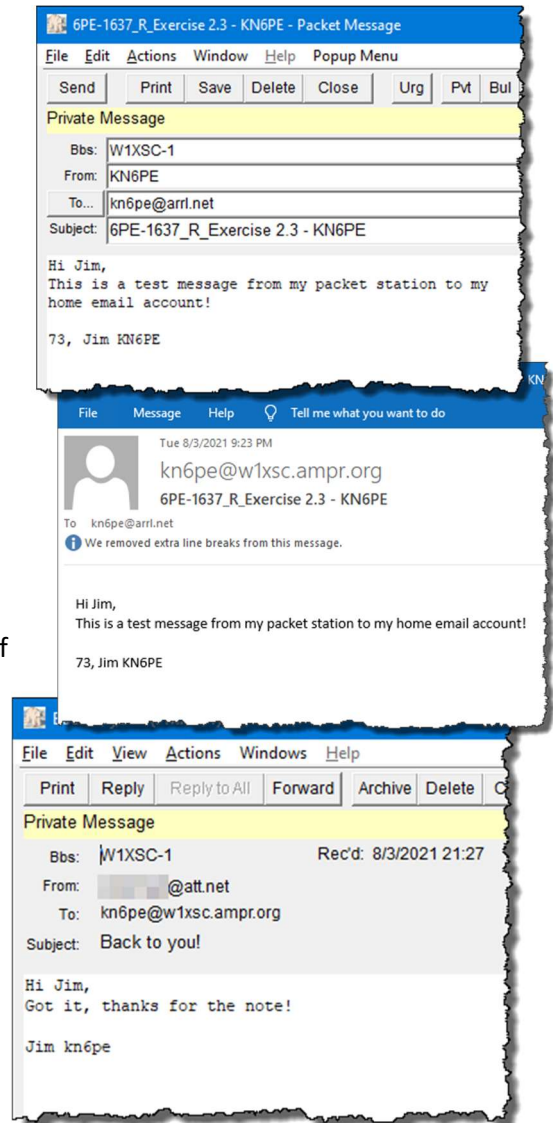 6PE-1637_R_Exercise 2.3 - KN6PE - Packet Message
File Edit Actions Window Help Popup Menu
Send Print Save Delete Close Urg Pvt Bul
Private Message
Bbs: W1XSC-1
From: KN6PE
To... kn6pe@arrl.net
Subject: 6PE-1637_R_Exercise 2.3 - KN6PE
Hi Jim,
This is a test message from my packet station to my
home email account!
73, Jim KN6PE
KN
File Message Help Tell me what you want to do
Tue 8/3/2021 9:23 PM
kn6pe@w1xsc.ampr.org
6PE-1637_R_Exercise 2.3 - KN6PE
To kn6pe@arrl.net
We removed extra line breaks from this message.
Hi Jim,
This is a test message from my packet station to my home email account!
f
73, Jim KN6PE
File Edit View Actions Windows Help
Print Reply Reply to All Forward Archive Delete
Private Message
Bbs: W1XSC-1 Rec'd: 8/3/2021 21:27
From: @att.net
To: kn6pe@w1xsc.ampr.org
Subject: Back to you!
Hi Jim,
Got it, thanks for the note!
Jim kn6pe